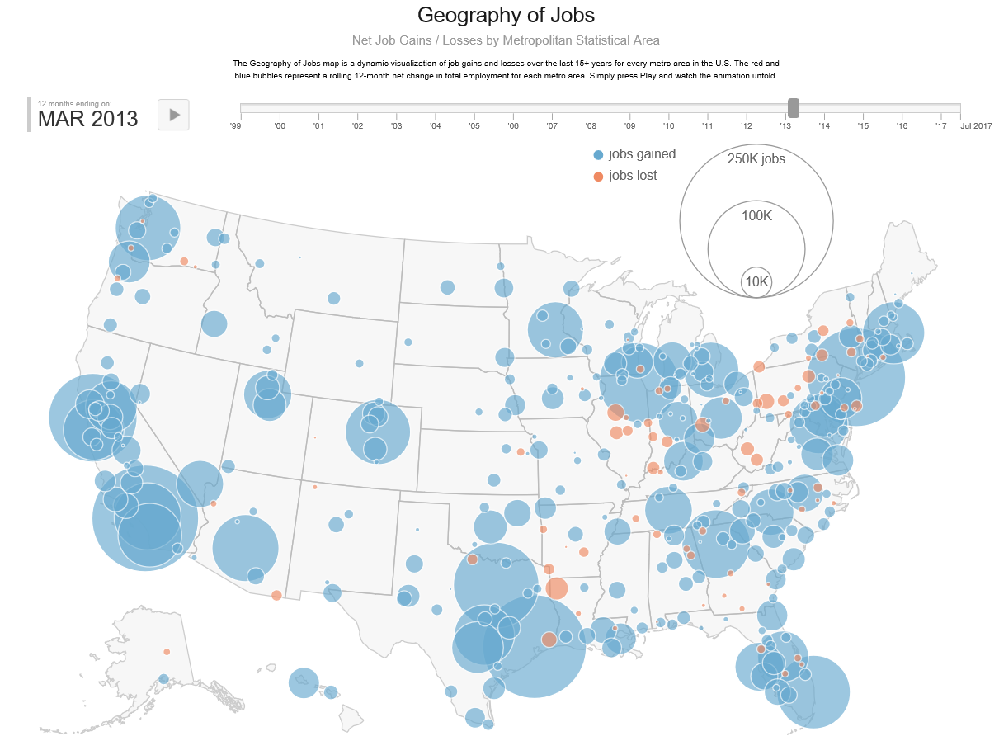 Geography of Jobs
Net Job Gains / Losses by Metropolitan Statistical Area
The Geography of Jobs map is a dynamic visualization of job gains and losses over the last 15+ years for every metro area in the U.S. The red and
blue bubbles represent a rolling 12-month net change in total employment for each metro area. Simply press Play and watch the animation unfold.
12 months ending on:
MAR 2013
'99 '00 '01 '02 '03 '04 '05 '06 '07 '08 '09 '10 '11 '12 '13 '14 '15 '16 '17 Jul 2017
jobs gained
jobs lost
250K jobs
100K
10K